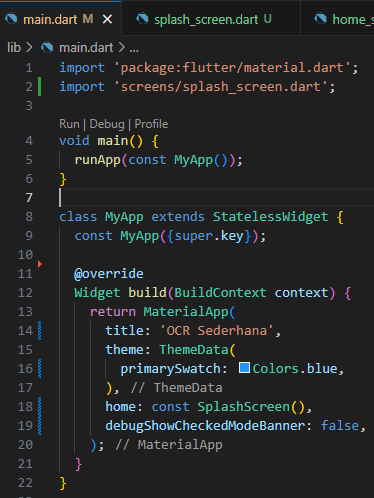 main.dart M splash_screen.dart U home_s
lib > main.dart > ...
1 import 'package:flutter/material.dart';
2 import 'screens/splash_screen.dart';
3
Run | Debug | Profile
4 void main() {
5   runApp(const MyApp());
6 }
7
8 class MyApp extends StatelessWidget {
9   const MyApp({super.key});
10
11   @override
12   Widget build(BuildContext context) {
13     return MaterialApp(
14       title: 'OCR Sederhana',
15       theme: ThemeData(
16         primarySwatch: Colors.blue,
17       ), // ThemeData
18       home: const SplashScreen(),
19       debugShowCheckedModeBanner: false,
20     ); // MaterialApp
21   }
22 }